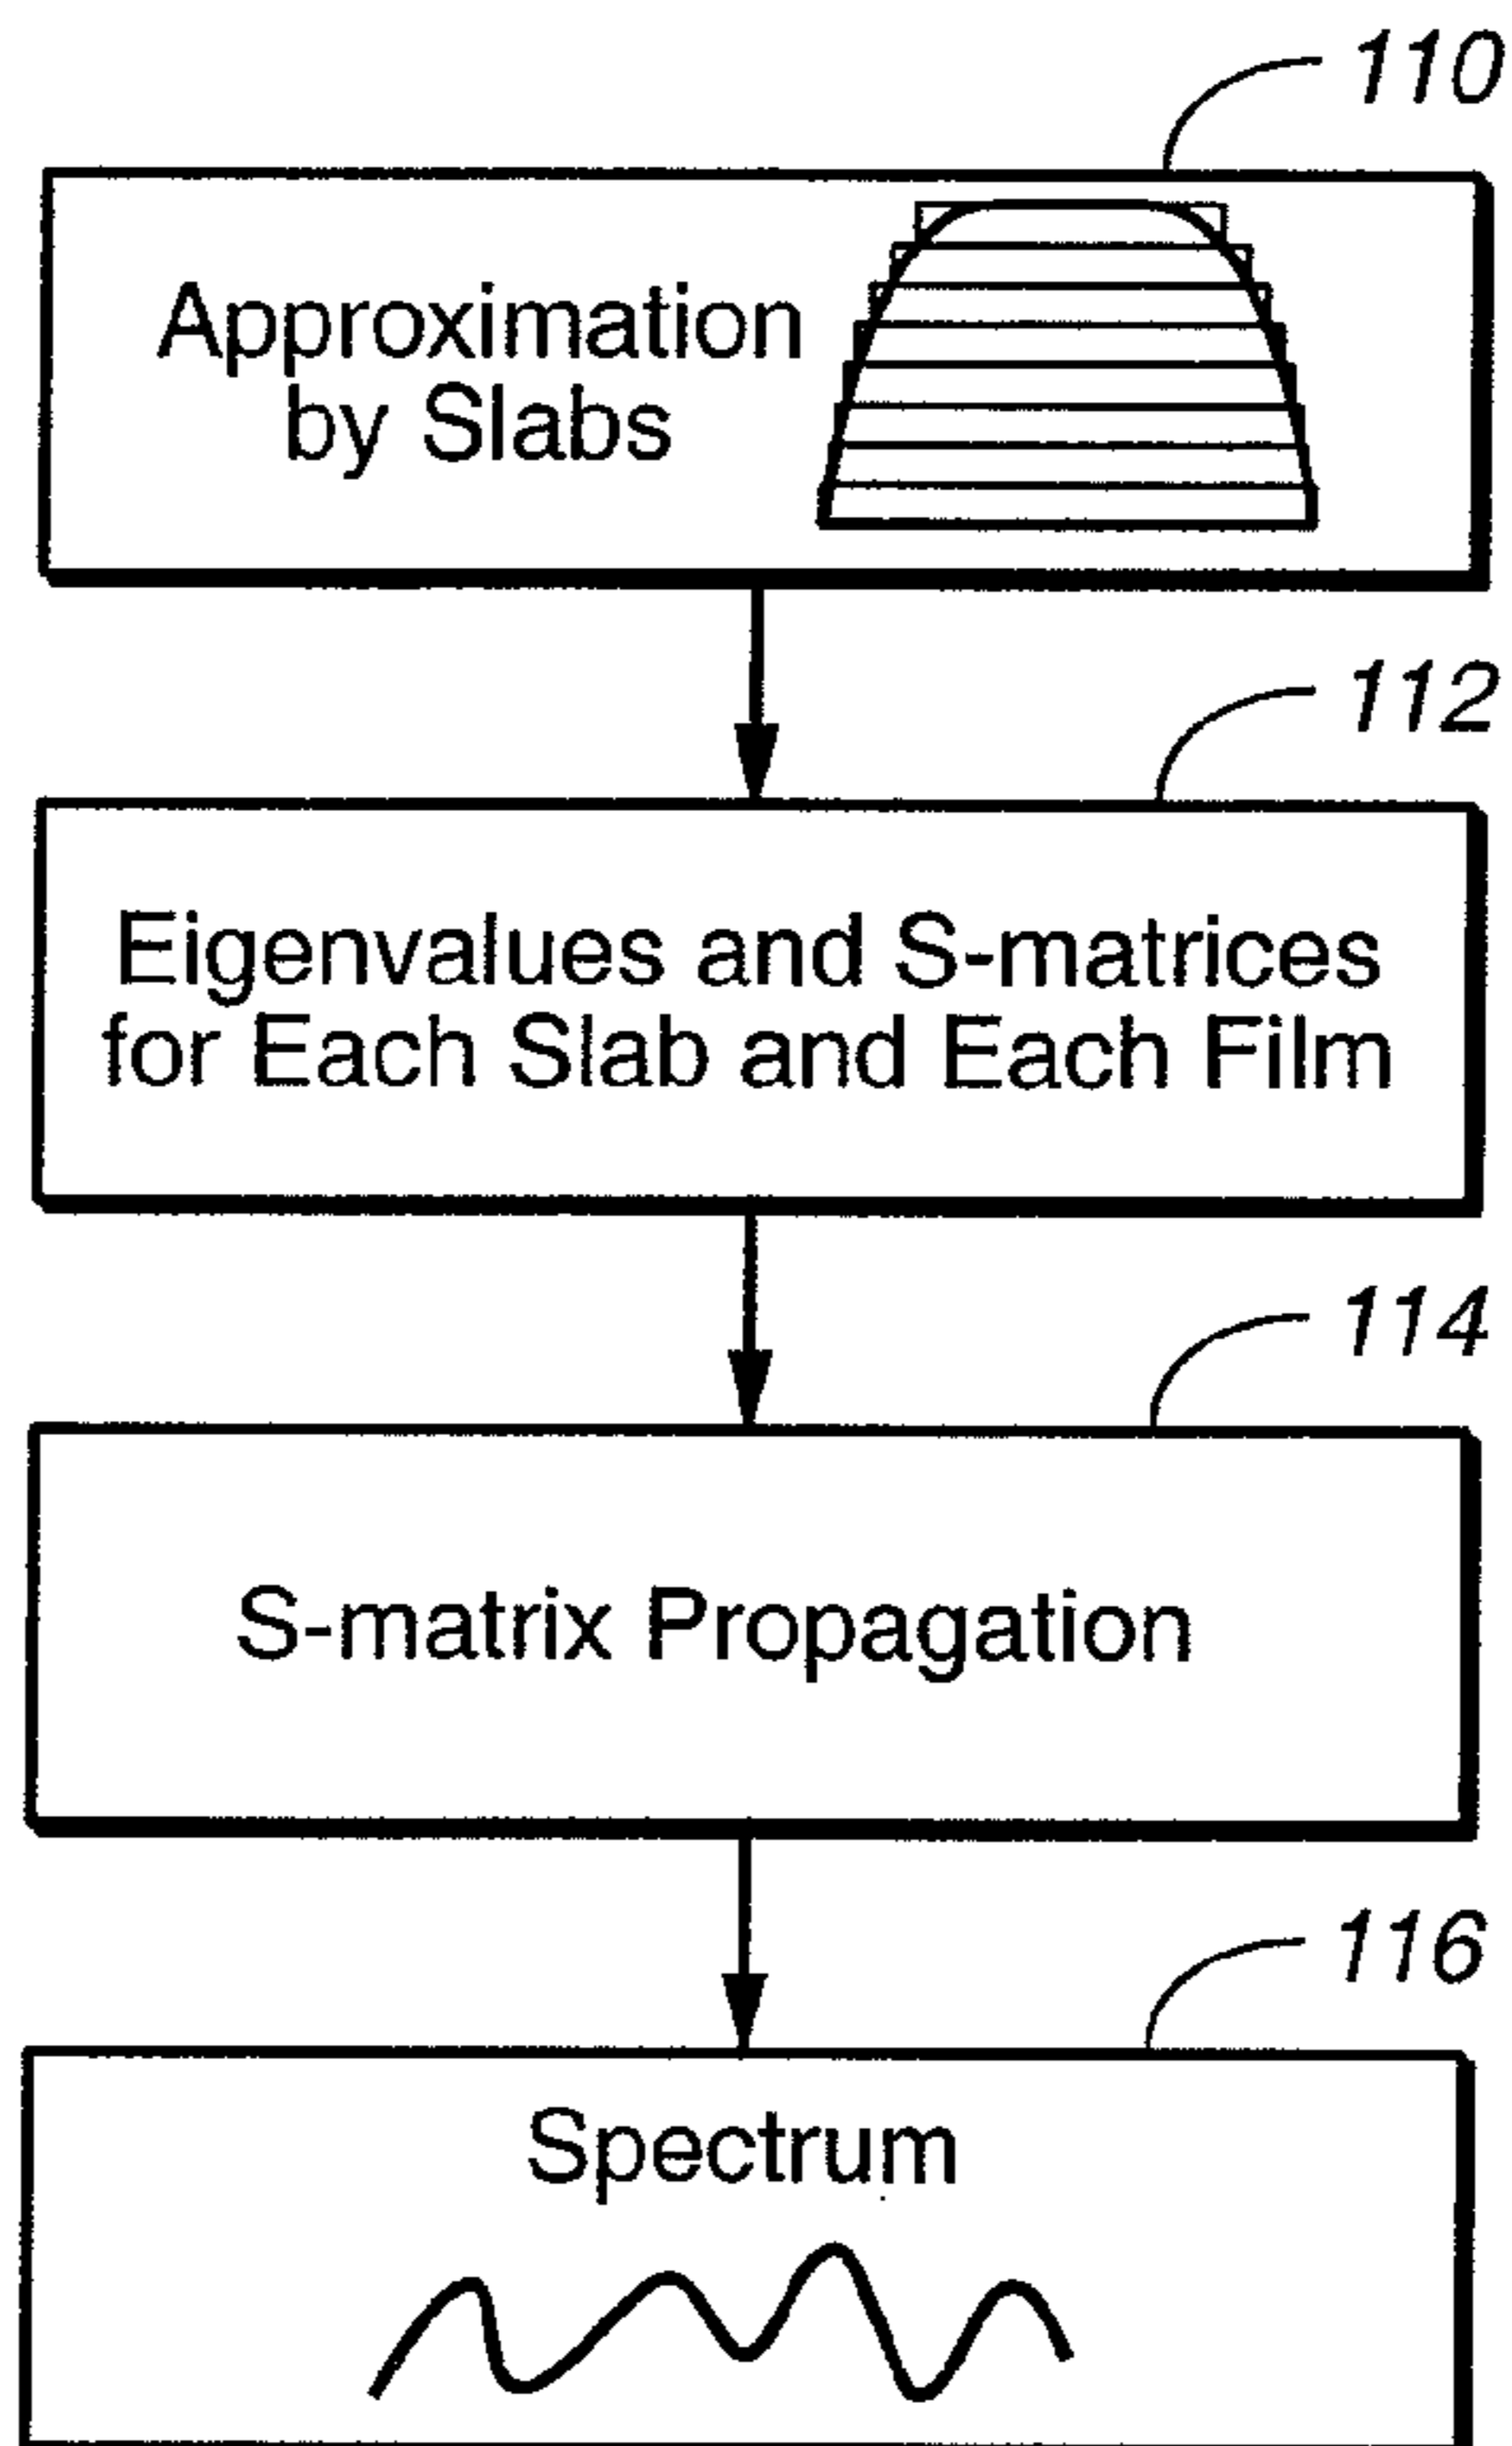 110
Approximation
by Slabs
112
Eigenvalues and S-matrices
for Each Slab and Each Film
114
S-matrix Propagation
116
Spectrum